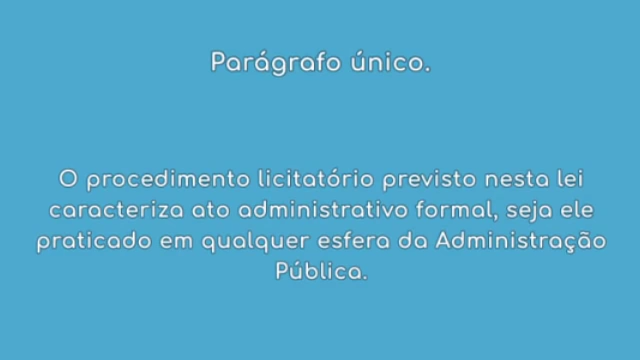 Parágrafo único.
O procedimento licitatório previsto nesta lei
caracteriza ato administrativo formal, seja ele
praticado em qualquer esfera da Administração
Pública.